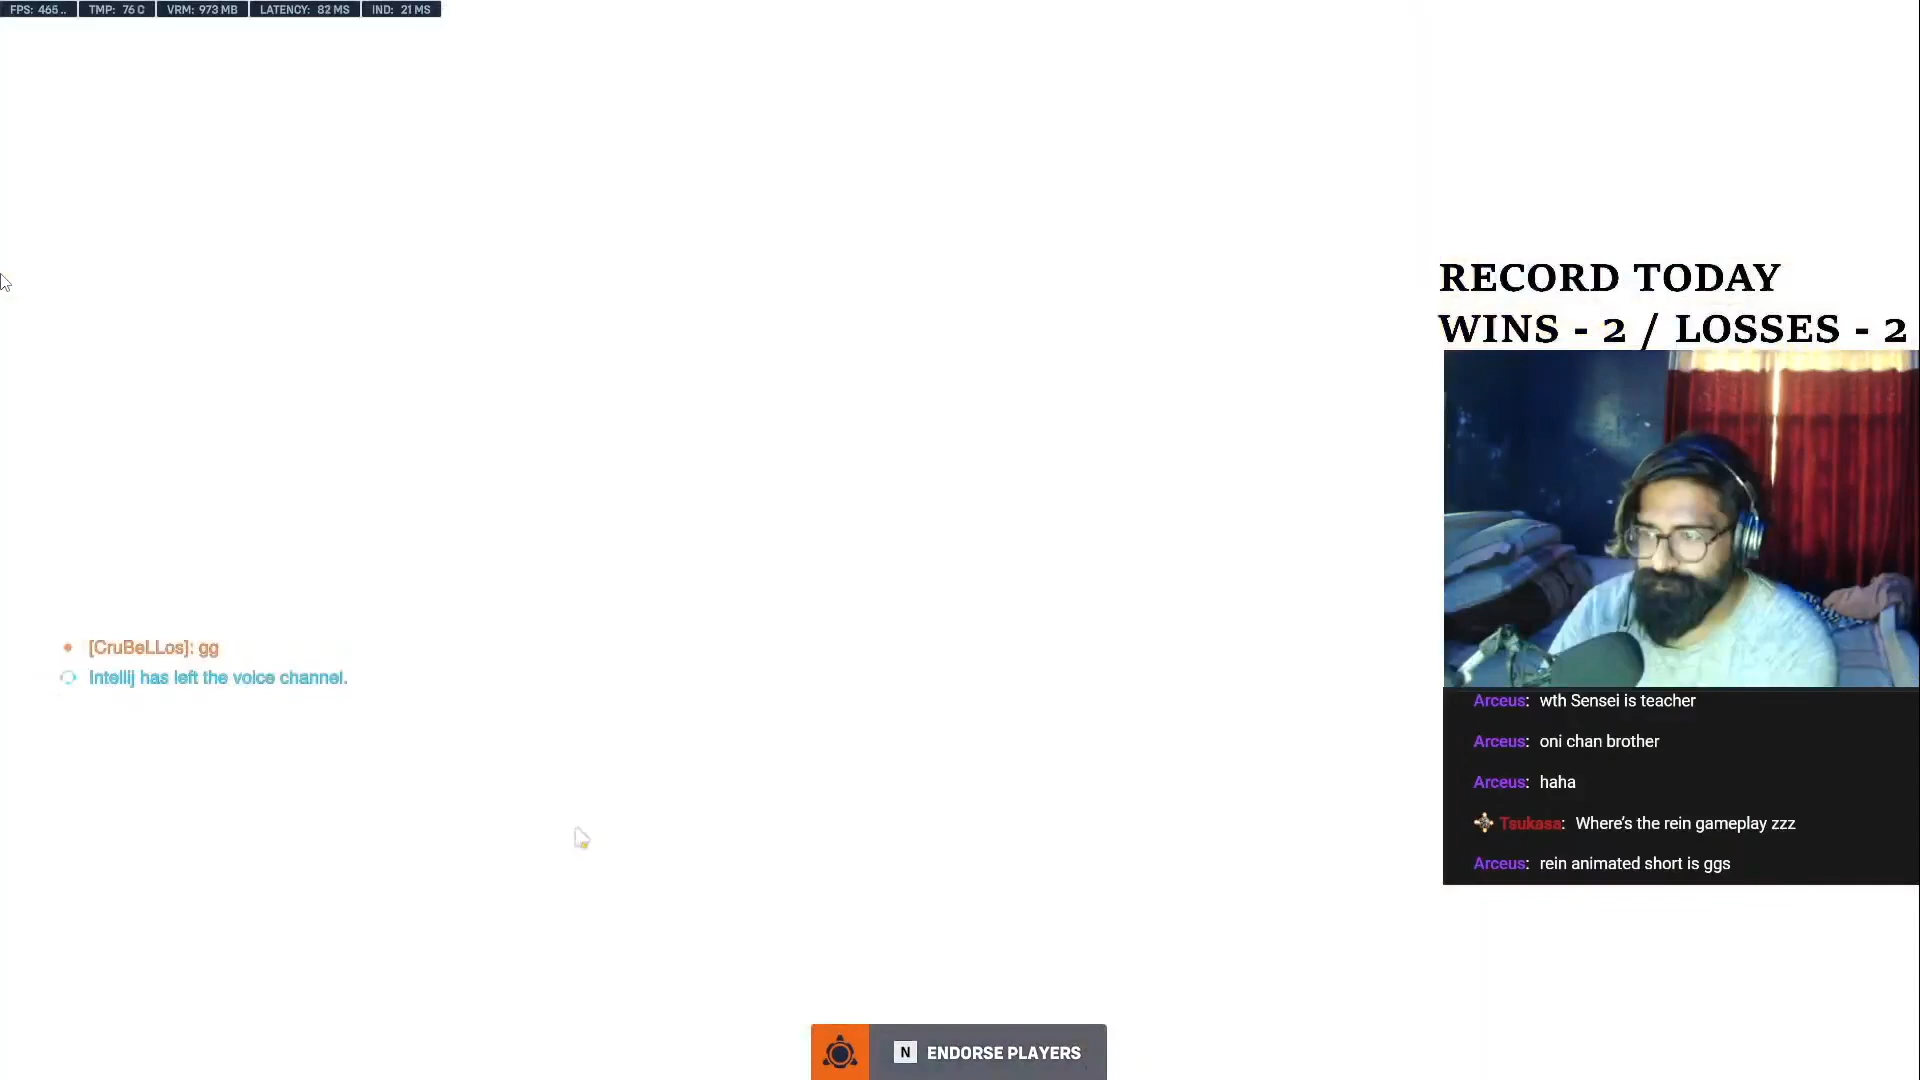 FPS: 465.. TMP: 76 C VRM: 973 MB LATENCY: 82 MS IND: 21 MS
RECORD TODAY
WINS - 2 / LOSSES - 2
[CruBeLLos]: gg
Intellij has left the voice channel.
Arceus: wth Sensei is teacher
Arceus: oni chan brother
Arceus: haha
Tsukasa: Where's the rein gameplay zzz
Arceus: rein animated short is ggs
N ENDORSE PLAYERS